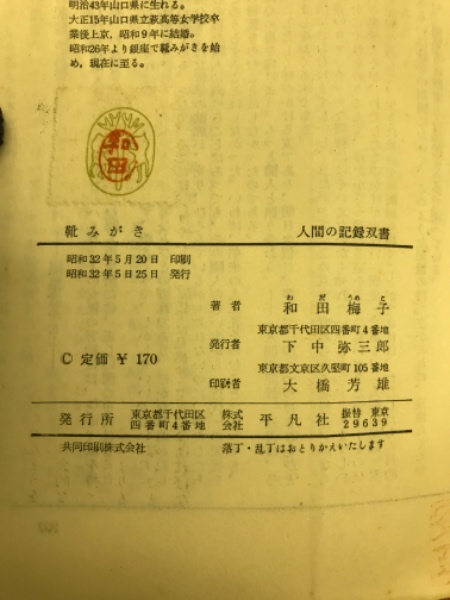 明治43年山口県に生れる。
大正15年山口県立萩高等女学校卒
業後上京，昭和9年に結婚。
昭和26年より銀座で靴みがきを始
め，現在に至る。
和田
靴みがき 人間の記録双書
昭和32年5月20日 印刷
昭和32年5月25日 発行
わだうめこ
著者 和田梅子
東京都千代田区四番町4番地
発行者 下中弥三郎
© 定価 ¥170
東京都文京区久堅町105番地
印刷者 大橋芳雄
発行所 東京都千代田区四番町4番地 株式会社 平凡社 振替 東京29639
共同印刷株式会社 落丁・乱丁はおとりかえいたします